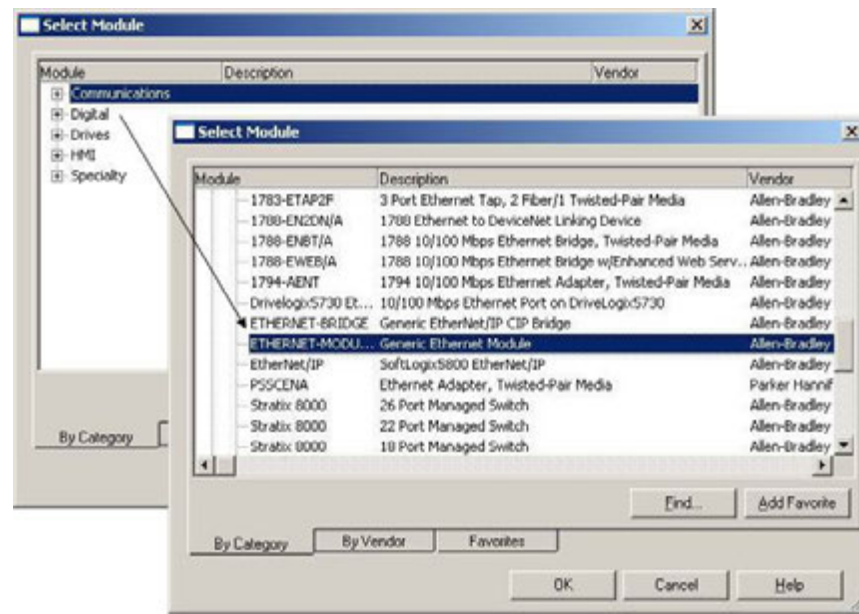 Select Module
Module Description Vendor
Communications
Digital
Drives
HMI
Specialty
By Category
Select Module
Module Description Vendor
1783-ETAP2F 3 Port Ethernet Tap, 2 Fiber/1 Twisted-Pair Media Allen-Bradley
1788-EN2DN/A 1788 Ethernet to DeviceNet Linking Device Allen-Bradley
1788-ENBT/A 1788 10/100 Mbps Ethernet Bridge, Twisted-Pair Media Allen-Bradley
1788-EWEB/A 1788 10/100 Mbps Ethernet Bridge w/Enhanced Web Serv... Allen-Bradley
1794-AENT 1794 10/100 Mbps Ethernet Adapter, Twisted-Pair Media Allen-Bradley
DriveLogix5730 Et... 10/100 Mbps Ethernet Port on DriveLogix5730 Allen-Bradley
ETHERNET-BRIDGE Generic EtherNet/IP CIP Bridge Allen-Bradley
ETHERNET-MODU... Generic Ethernet Module Allen-Bradley
EtherNet/IP SoftLogix5800 EtherNet/IP Allen-Bradley
PSSCENA Ethernet Adapter, Twisted-Pair Media Parker Hannif
Stratix 8000 26 Port Managed Switch Allen-Bradley
Stratix 8000 22 Port Managed Switch Allen-Bradley
Stratix 8000 18 Port Managed Switch Allen-Bradley
Find... Add Favorite
By Category By Vendor Favorites
OK Cancel Help